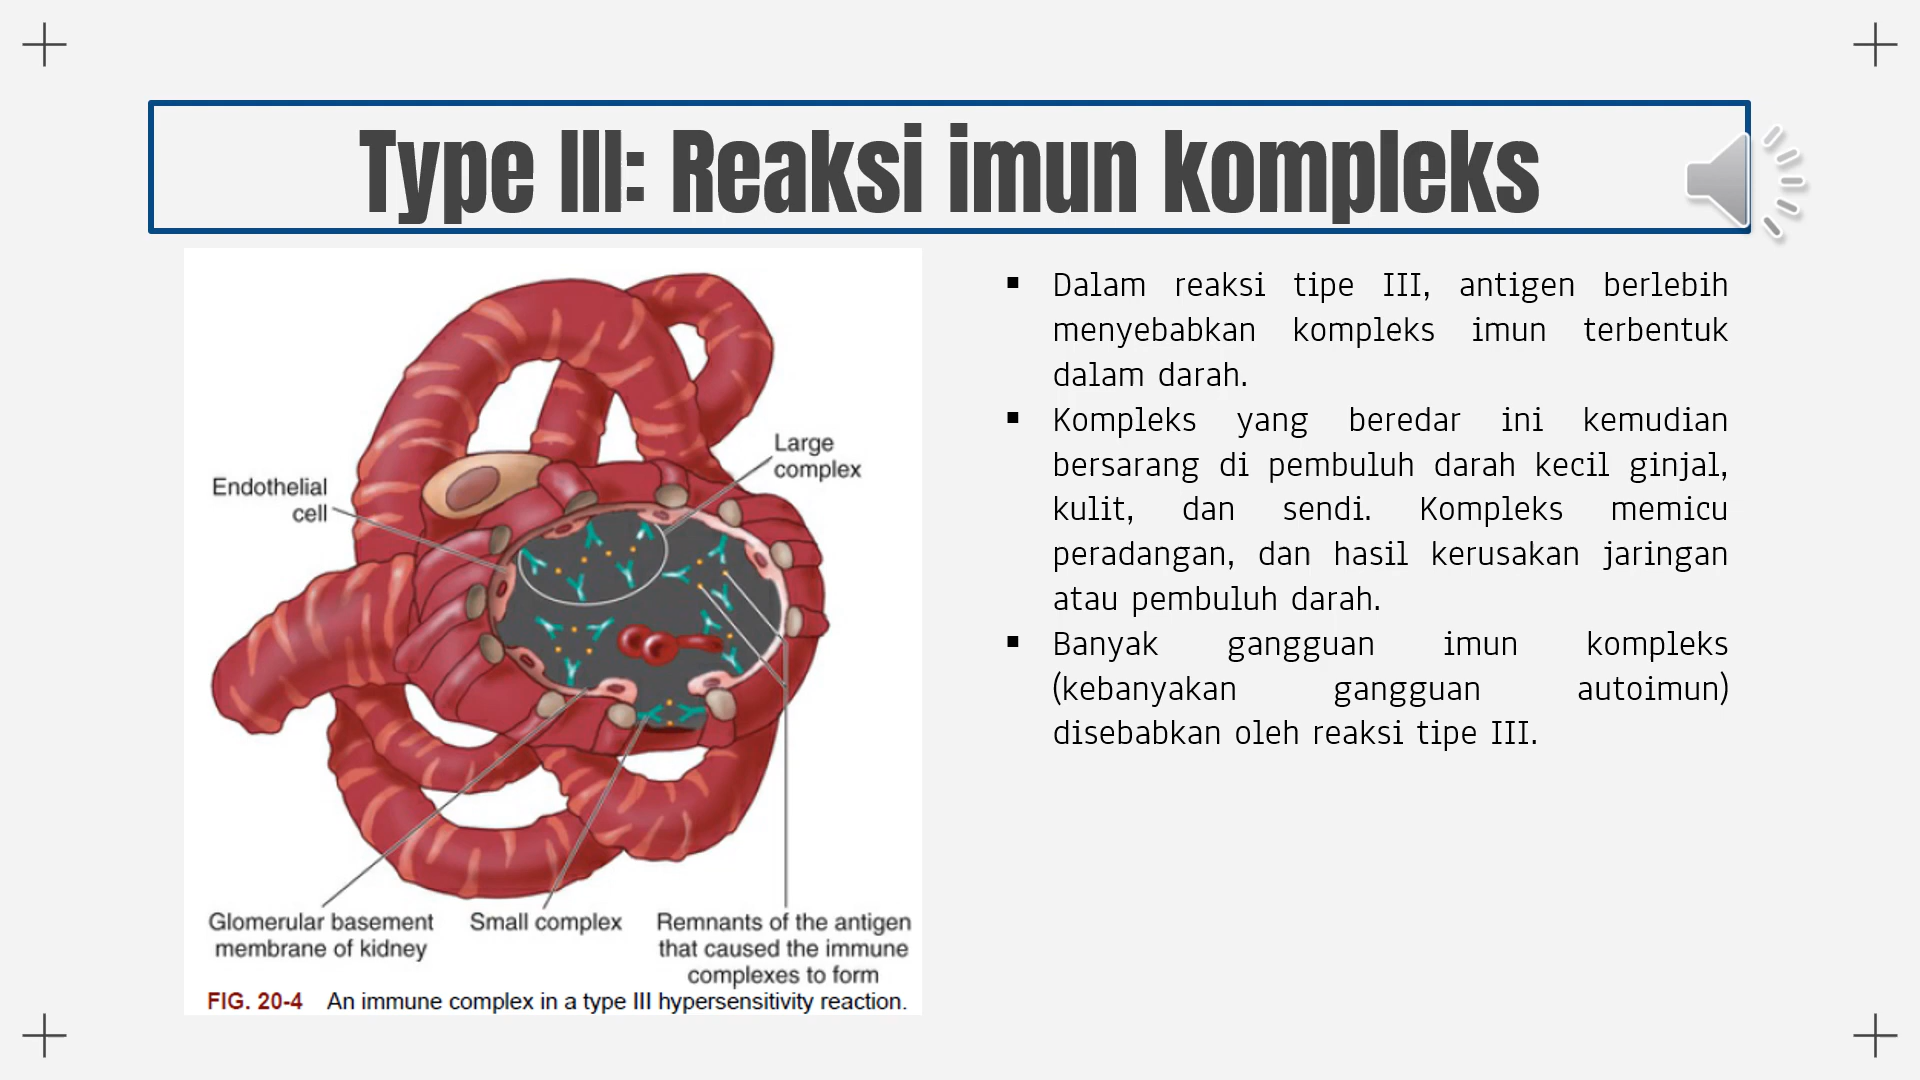 Type III: Reaksi imun kompleks
Large
complex
Endothelial
cell
Glomerular basement
membrane of kidney
Small complex
Remnants of the antigen
that caused the immune
complexes to form
FIG. 20-4 An immune complex in a type III hypersensitivity reaction.
▪ Dalam reaksi tipe III, antigen berlebih
menyebabkan kompleks imun terbentuk
dalam darah.
▪ Kompleks yang beredar ini kemudian
bersarang di pembuluh darah kecil ginjal,
kulit, dan sendi. Kompleks memicu
peradangan, dan hasil kerusakan jaringan
atau pembuluh darah.
▪ Banyak gangguan imun kompleks
(kebanyakan gangguan autoimun)
disebabkan oleh reaksi tipe III.